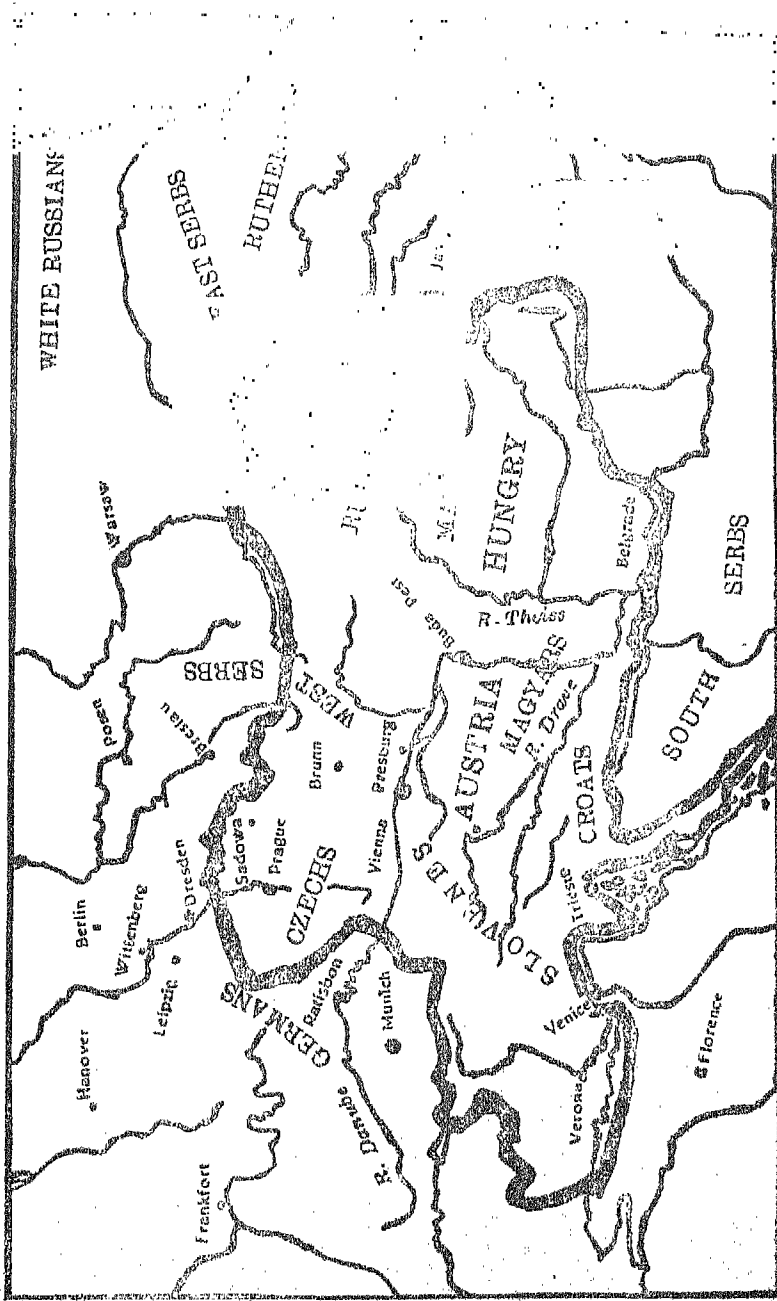 WHITE RUSSIAN
AST SERBS
RUTHE
Warsaw
Posen
Breslau
SERBS
Berlin
Wittenberg
Hanover
Leipzig
Dresden
Sadowa
Prague
Brunn
WEST
CZECHS
GERMANS
Frankfort
Ratisbon
R. Danube
Munich
Vienna
Presburg
Buda Pest
R. Theiss
HUNGRY
AUSTRIA
MAGYARS
R. Drave
SLOVENES
CROATS
Belgrade
Trieste
Venice
Verona
Florence
SOUTH
SERBS